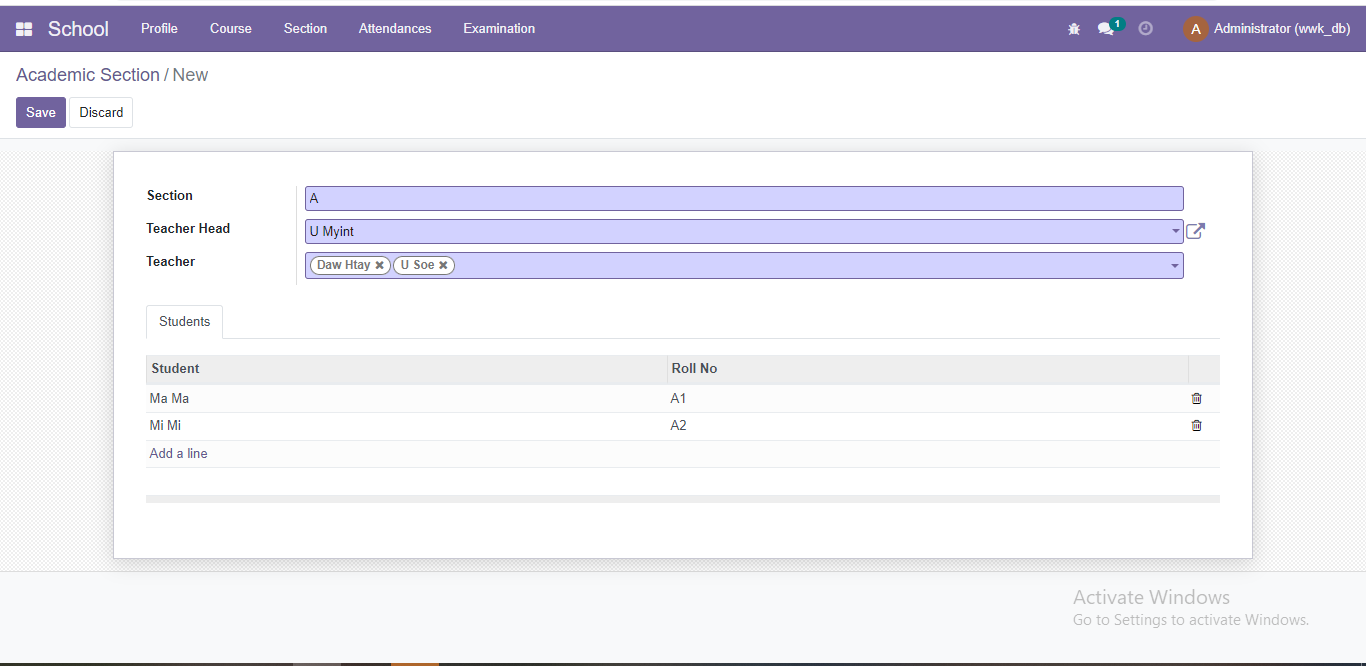 School Profile Course Section Attendances Examination 1 A Administrator (wwk_db)
Academic Section / New
Save Discard
Section A
Teacher Head U Myint
Teacher Daw Htay ✖ U Soe ✖
Students
Student Roll No
Ma Ma A1
Mi Mi A2
Add a line
Activate Windows
Go to Settings to activate Windows.